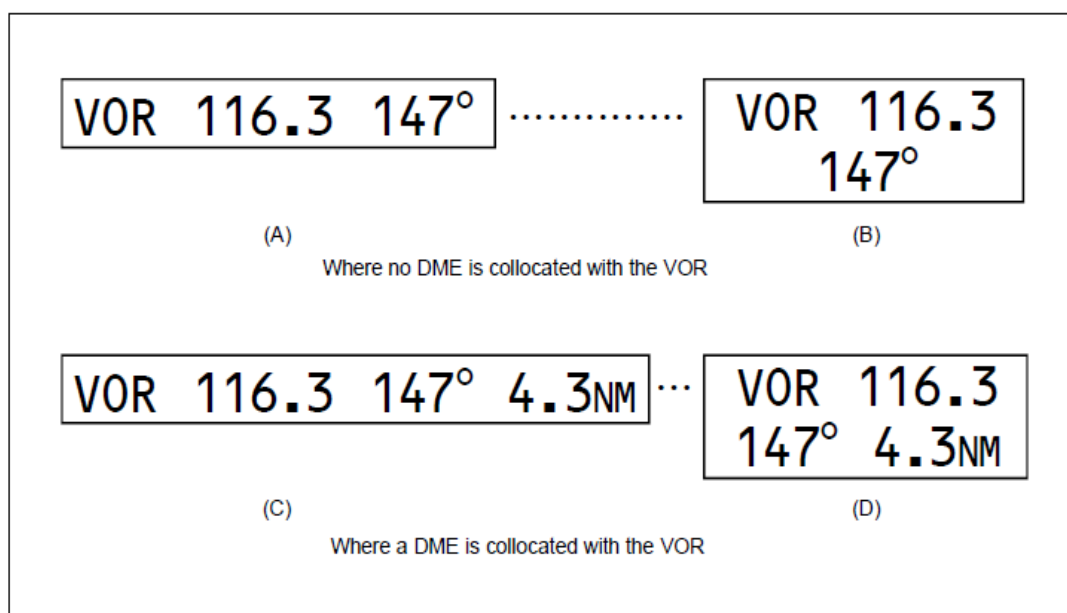 VOR 116.3 147° ..............
VOR 116.3
147°
(A)
(B)
Where no DME is collocated with the VOR
VOR 116.3 147° 4.3NM ...
VOR 116.3
147° 4.3NM
(C)
(D)
Where a DME is collocated with the VOR